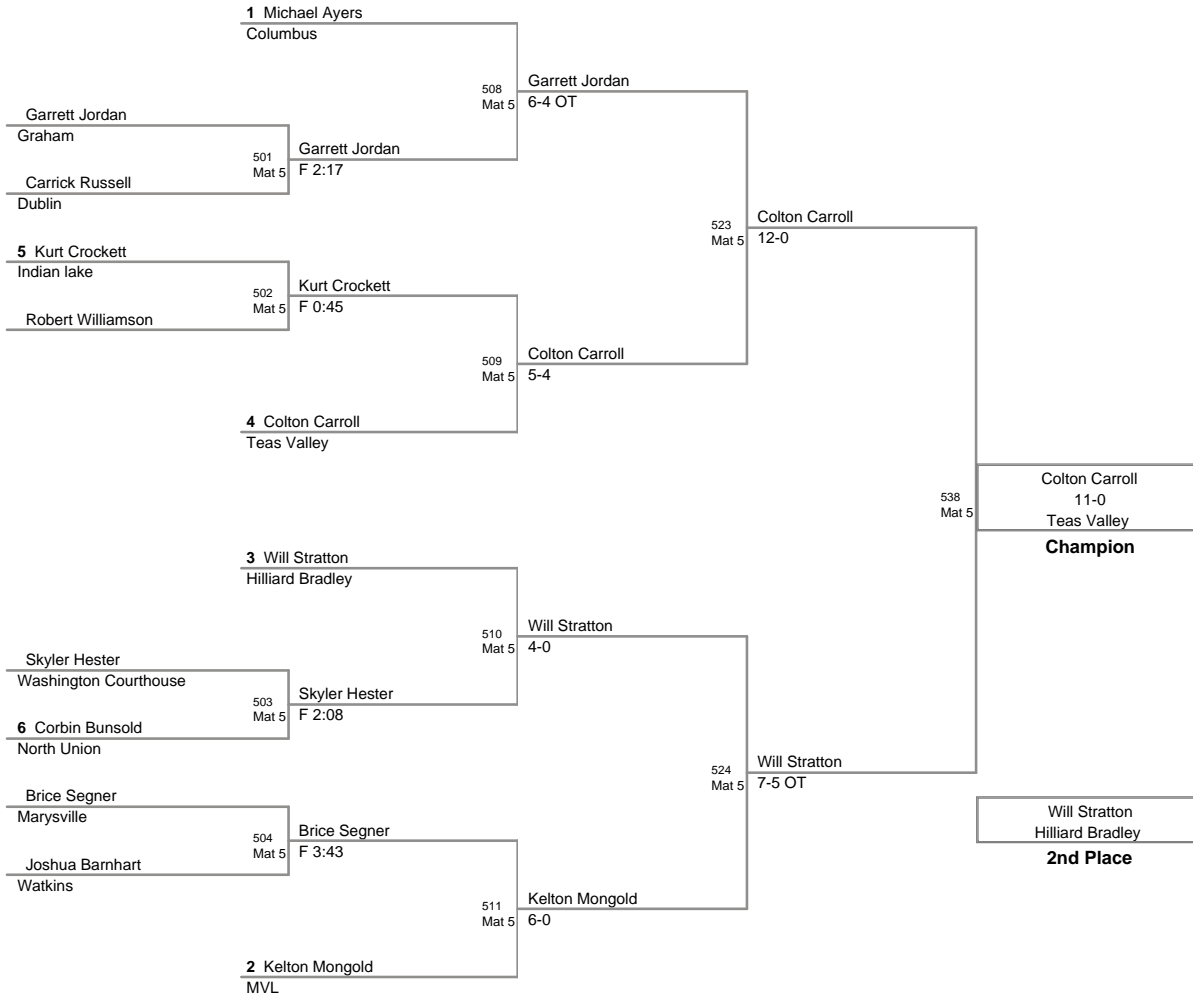 1 Michael Ayers
Columbus
508
Mat 5
Garrett Jordan
6-4 OT
Garrett Jordan
Graham
501
Mat 5
Garrett Jordan
F 2:17
Carrick Russell
Dublin
523
Mat 5
Colton Carroll
12-0
5 Kurt Crockett
Indian lake
502
Mat 5
Kurt Crockett
F 0:45
Robert Williamson
509
Mat 5
Colton Carroll
5-4
4 Colton Carroll
Teas Valley
538
Mat 5
Colton Carroll
11-0
Teas Valley
Champion
3 Will Stratton
Hilliard Bradley
510
Mat 5
Will Stratton
4-0
Skyler Hester
Washington Courthouse
503
Mat 5
Skyler Hester
F 2:08
6 Corbin Bunsold
North Union
524
Mat 5
Will Stratton
7-5 OT
Brice Segner
Marysville
504
Mat 5
Brice Segner
F 3:43
Joshua Barnhart
Watkins
Will Stratton
Hilliard Bradley
2nd Place
511
Mat 5
Kelton Mongold
6-0
2 Kelton Mongold
MVL